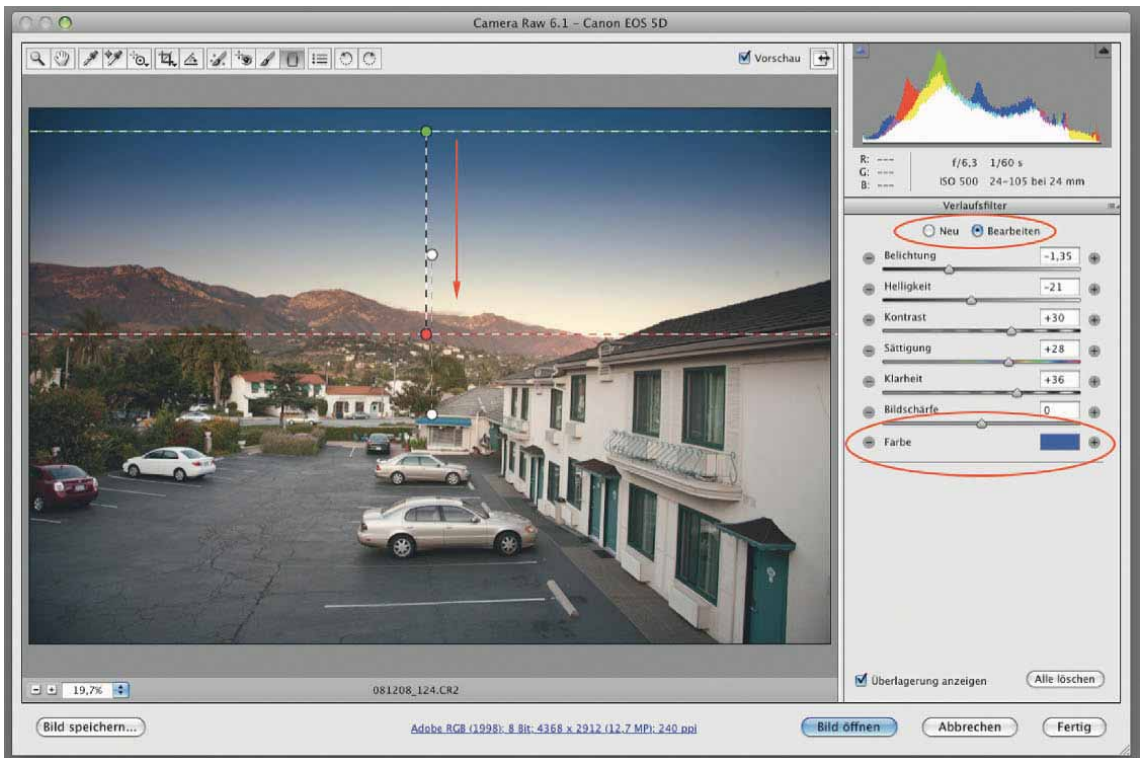 Camera Raw 6.1 – Canon EOS 5D
Vorschau
R: ---
G: ---
B: ---
f/6,3 1/60 s
ISO 500 24–105 bei 24 mm
Verlaufsfilter
Neu Bearbeiten
Belichtung -1,35
Helligkeit -21
Kontrast +30
Sättigung +28
Klarheit +36
Bildschärfe 0
Farbe
Überlagerung anzeigen Alle löschen
19,7% 081208_124.CR2
Bild speichern... Adobe RGB (1998); 8 Bit; 4368 x 2912 (12,7 MP); 240 ppi Bild öffnen Abbrechen Fertig